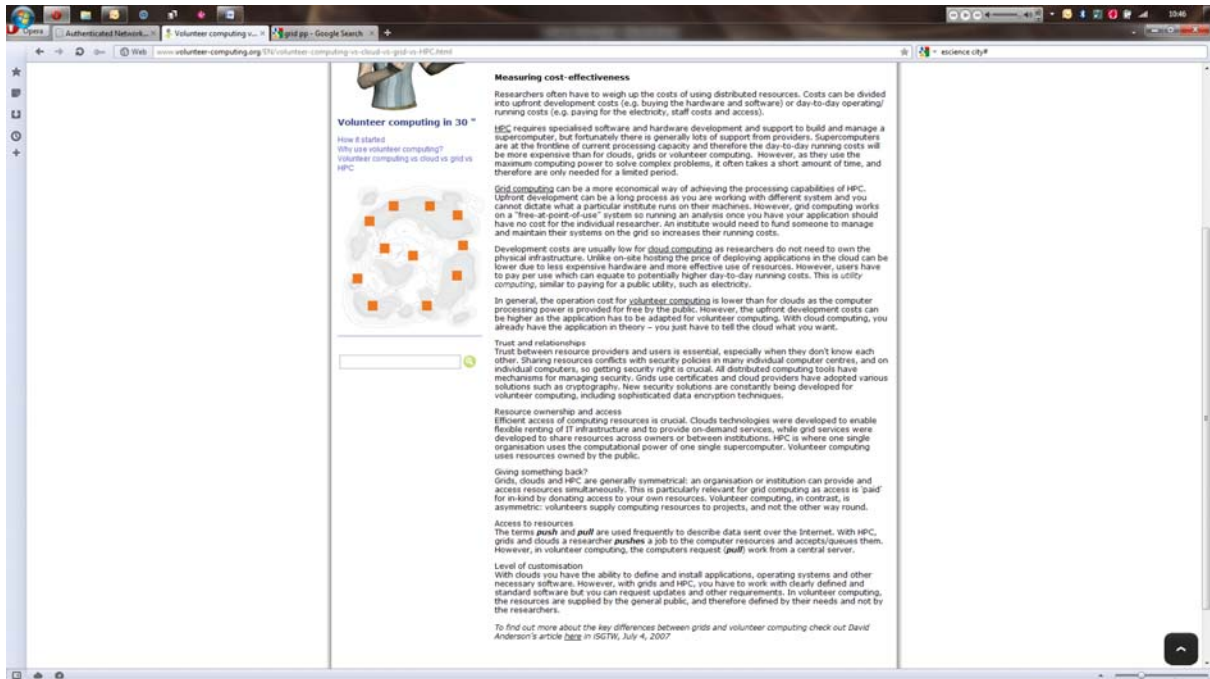 10:46
Opera
Authenticated Network...
Volunteer computing v...
grid pp - Google Search
Web
www.volunteer-computing.org/EN/volunteer-computing-vs-cloud-vs-grid-vs-HPC.html
escience city#
Volunteer computing in 30 "
How it started
Why use volunteer computing?
Volunteer computing vs cloud vs grid vs
HPC
Measuring cost-effectiveness
Researchers often have to weigh up the costs of using distributed resources. Costs can be divided
into upfront development costs (e.g. buying the hardware and software) or day-to-day operating/
running costs (e.g. paying for the electricity, staff costs and access).
HPC requires specialised software and hardware development and support to build and manage a
supercomputer, but fortunately there is generally lots of support from providers. Supercomputers
are at the frontline of current processing capacity and therefore the day-to-day running costs will
be more expensive than for clouds, grids or volunteer computing. However, as they use the
maximum computing power to solve complex problems, it often takes a short amount of time, and
therefore are only needed for a limited period.
Grid computing can be a more economical way of achieving the processing capabilities of HPC.
Upfront development can be a long process as you are working with different system and you
cannot dictate what a particular institute runs on their machines. However, grid computing works
on a "free-at-point-of-use" system so running an analysis once you have your application should
have no cost for the individual researcher. An institute would need to fund someone to manage
and maintain their systems on the grid so increases their running costs.
Development costs are usually low for cloud computing as researchers do not need to own the
physical infrastructure. Unlike on-site hosting the price of deploying applications in the cloud can be
lower due to less expensive hardware and more effective use of resources. However, users have
to pay per use which can equate to potentially higher day-to-day running costs. This is utility
computing, similar to paying for a public utility, such as electricity.
In general, the operation cost for volunteer computing is lower than for clouds as the computer
processing power is provided for free by the public. However, the upfront development costs can
be higher as the application has to be adapted for volunteer computing. With cloud computing, you
already have the application in theory – you just have to tell the cloud what you want.
Trust and relationships
Trust between resource providers and users is essential, especially when they don't know each
other. Sharing resources conflicts with security policies in many individual computer centres, and on
individual computers, so getting security right is crucial. All distributed computing tools have
mechanisms for managing security. Grids use certificates and cloud providers have adopted various
solutions such as cryptography. New security solutions are constantly being developed for
volunteer computing, including sophisticated data encryption techniques.
Resource ownership and access
Efficient access of computing resources is crucial. Clouds technologies were developed to enable
flexible renting of IT infrastructure and to provide on-demand services, while grid services were
developed to share resources across owners or between institutions. HPC is where one single
organisation uses the computational power of one single supercomputer. Volunteer computing
uses resources owned by the public.
Giving something back?
Grids, clouds and HPC are generally symmetrical: an organisation or institution can provide and
access resources simultaneously. This is particularly relevant for grid computing as access is 'paid'
for in-kind by donating access to your own resources. Volunteer computing, in contrast, is
asymmetric: volunteers supply computing resources to projects, and not the other way round.
Access to resources
The terms push and pull are used frequently to describe data sent over the Internet. With HPC,
grids and clouds a researcher pushes a job to the computer resources and accepts/queues them.
However, in volunteer computing, the computers request (pull) work from a central server.
Level of customisation
With clouds you have the ability to define and install applications, operating systems and other
necessary software. However, with grids and HPC, you have to work with clearly defined and
standard software but you can request updates and other requirements. In volunteer computing,
the resources are supplied by the general public, and therefore defined by their needs and not by
the researchers.
To find out more about the key differences between grids and volunteer computing check out David
Anderson's article here in iSGTW, July 4, 2007